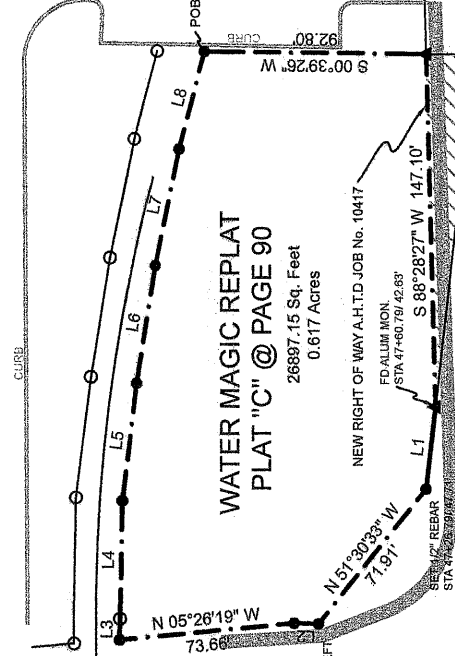 POB
CURB
92.80'
S 00°39'26" W
L8
L7
L6
L5
L4
L3
CURB
WATER MAGIC REPLAT
PLAT "C" @ PAGE 90
26897.15 Sq. Feet
0.617 Acres
NEW RIGHT OF WAY A.H.T.D JOB No. 10417
FD ALUM MON.
STA 47+60.79/ 42.63'
S 88°28'27" W 147.10'
L1
N 51°30'33" W
71.91'
N 05°26'19" W
73.66'
L2
SET 1/2" REBAR